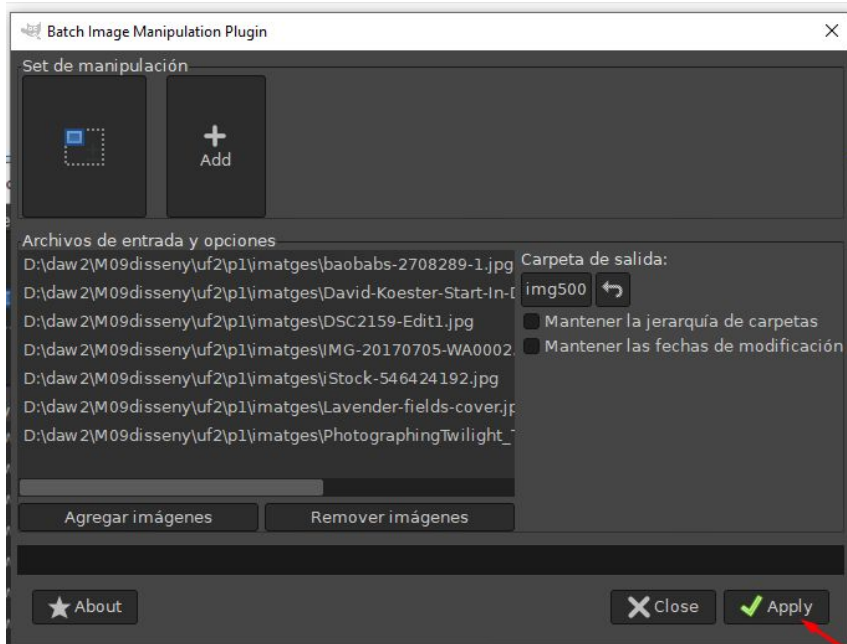 Batch Image Manipulation Plugin
Set de manipulación
Add
Archivos de entrada y opciones
D:\daw2\M09disseny\uf2\p1\imatges\baobabs-2708289-1.jpg
D:\daw2\M09disseny\uf2\p1\imatges\David-Koester-Start-In-
D:\daw2\M09disseny\uf2\p1\imatges\DSC2159-Edit1.jpg
D:\daw2\M09disseny\uf2\p1\imatges\IMG-20170705-WA0002.
D:\daw2\M09disseny\uf2\p1\imatges\iStock-546424192.jpg
D:\daw2\M09disseny\uf2\p1\imatges\Lavender-fields-cover.jp
D:\daw2\M09disseny\uf2\p1\imatges\PhotographingTwilight_
Carpeta de salida:
img500
Mantener la jerarquía de carpetas
Mantener las fechas de modificación
Agregar imágenes Remover imágenes
About Close Apply